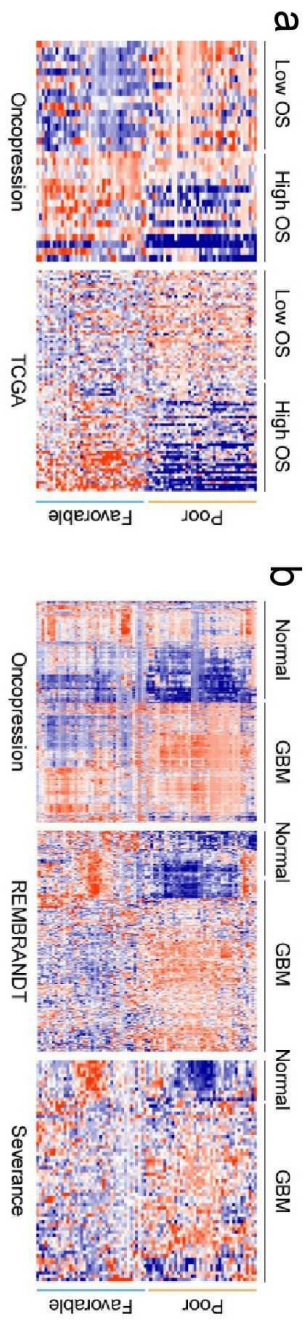 a
Low OS
High OS
Low OS
High OS
Poor
Favorable
Oncopression
TCGA
b
Normal
GBM
Normal
GBM
Normal
GBM
Poor
Favorable
Oncopression
REMBRANDT
Severance